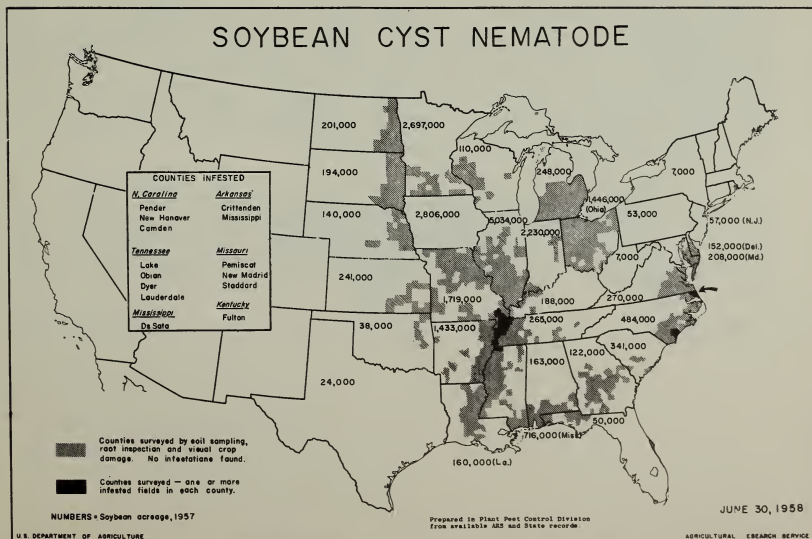 SOYBEAN CYST NEMATODE
201,000
2,697,000
110,000
194,000
248,000
7,000
1,446,000
(Ohio)
53,000
57,000 (N.J.)
140,000
2,806,000
5,034,000
2,230,000
7,000
152,000(Del.)
208,000(Md.)
241,000
1,719,000
188,000
270,000
38,000
1,433,000
265,000
484,000
24,000
163,000
122,000
341,000
50,000
716,000(Miss.)
160,000(La.)
COUNTIES INFESTED
N. Carolina
Pender
New Hanover
Camden
Arkansas
Crittenden
Mississippi
Tennessee
Lake
Obian
Dyer
Lauderdale
Missouri
Pemiscot
New Madrid
Stoddard
Mississippi
De Soto
Kentucky
Fulton
Counties surveyed by soil sampling,
root inspection and visual crop
damage. No infestations found.
Counties surveyed — one or more
infested fields in each county.
NUMBERS = Soybean acreage, 1957
Prepared in Plant Pest Control Division
from available ARS and State records.
JUNE 30, 1958
U.S. DEPARTMENT OF AGRICULTURE
AGRICULTURAL ESEARCH SERVICE